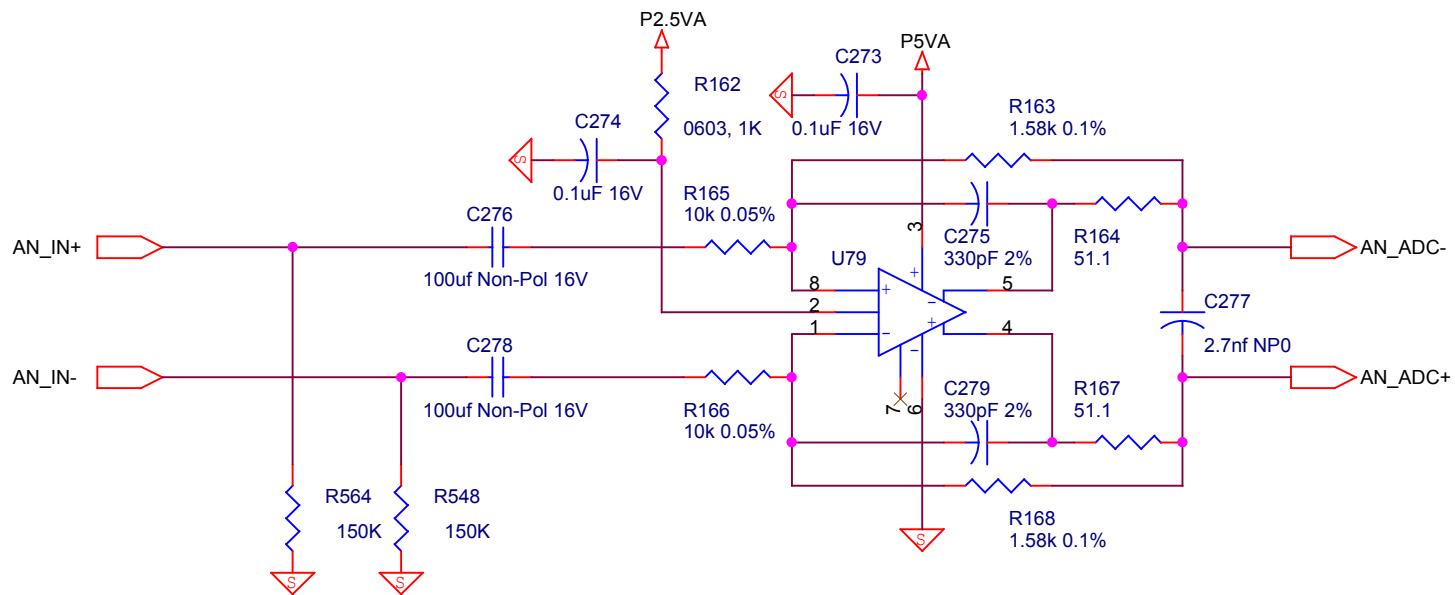 P2.5VA
P5VA
C273
R162
0.1uF 16V
R163
1.58k 0.1%
C274
0603, 1K
S
S
0.1uF 16V
R165
10k 0.05%
C276
AN_IN+
100uf Non-Pol 16V
3
C275
330pF 2%
R164
51.1
AN_ADC-
U79
8
2
1
5
4
C277
2.7nf NP0
C278
AN_IN-
100uf Non-Pol 16V
R166
10k 0.05%
7
6
C279
330pF 2%
R167
51.1
AN_ADC+
R564
150K
R548
150K
R168
1.58k 0.1%
S
S
S